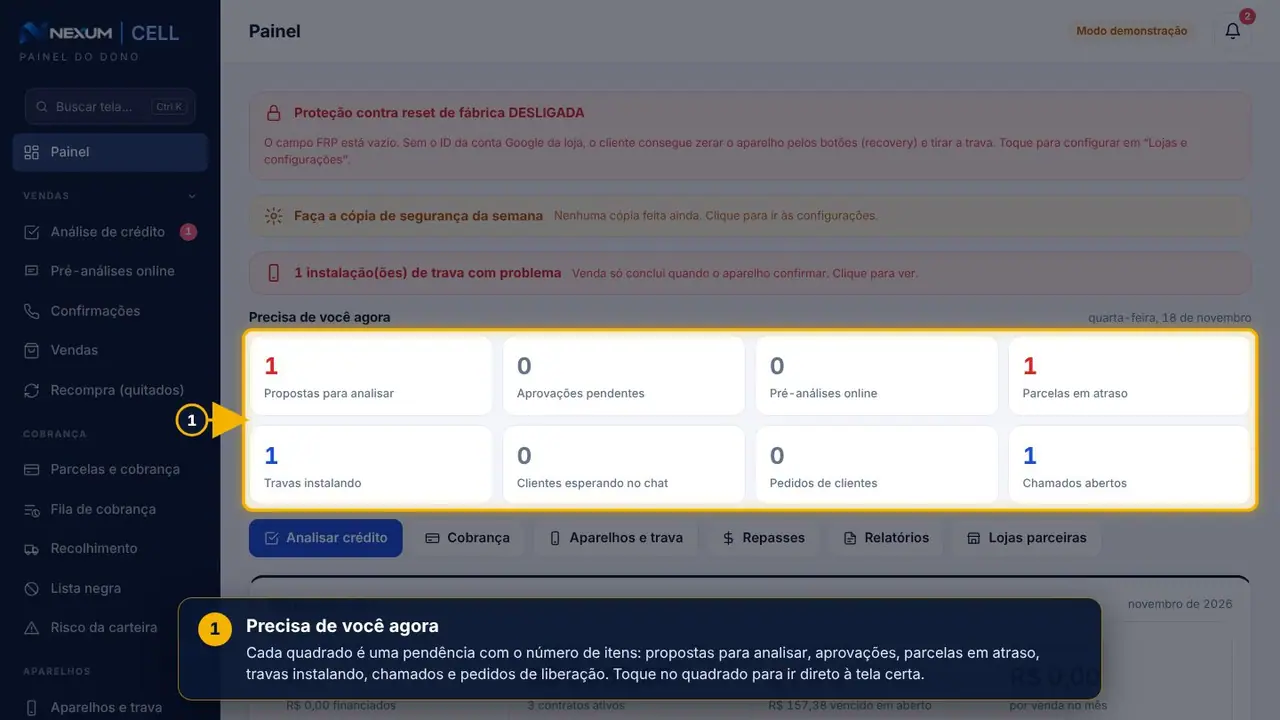 NEXUM | CELL
PAINEL DO DONO
Buscar tela... Ctrl K
Painel
VENDAS
Análise de crédito 1
Pré-análises online
Confirmações
Vendas
Recompra (quitados)
COBRANÇA
Parcelas e cobrança
Fila de cobrança
Recolhimento
Lista negra
Risco da carteira
APARELHOS
Aparelhos e trava
Painel
Modo demonstração
2
Proteção contra reset de fábrica DESLIGADA
O campo FRP está vazio. Sem o ID da conta Google da loja, o cliente consegue zerar o aparelho pelos botões (recovery) e tirar a trava. Toque para configurar em "Lojas e
configurações".
Faça a cópia de segurança da semana Nenhuma cópia feita ainda. Clique para ir às configurações.
1 instalação(ões) de trava com problema Venda só conclui quando o aparelho confirmar. Clique para ver.
Precisa de você agora
quarta-feira, 18 de novembro
1
Propostas para analisar
0
Aprovações pendentes
0
Pré-análises online
1
Parcelas em atraso
1
1
Travas instalando
0
Clientes esperando no chat
0
Pedidos de clientes
1
Chamados abertos
Analisar crédito
Cobrança
Aparelhos e trava
Repasses
Relatórios
Lojas parceiras
novembro de 2026
1
Precisa de você agora
Cada quadrado é uma pendência com o número de itens: propostas para analisar, aprovações, parcelas em atraso,
travas instalando, chamados e pedidos de liberação. Toque no quadrado para ir direto à tela certa.
R$ 0,00
R$ 0,00 financiados
3 contratos ativos
R$ 157,38 vencido em aberto
por venda no mês